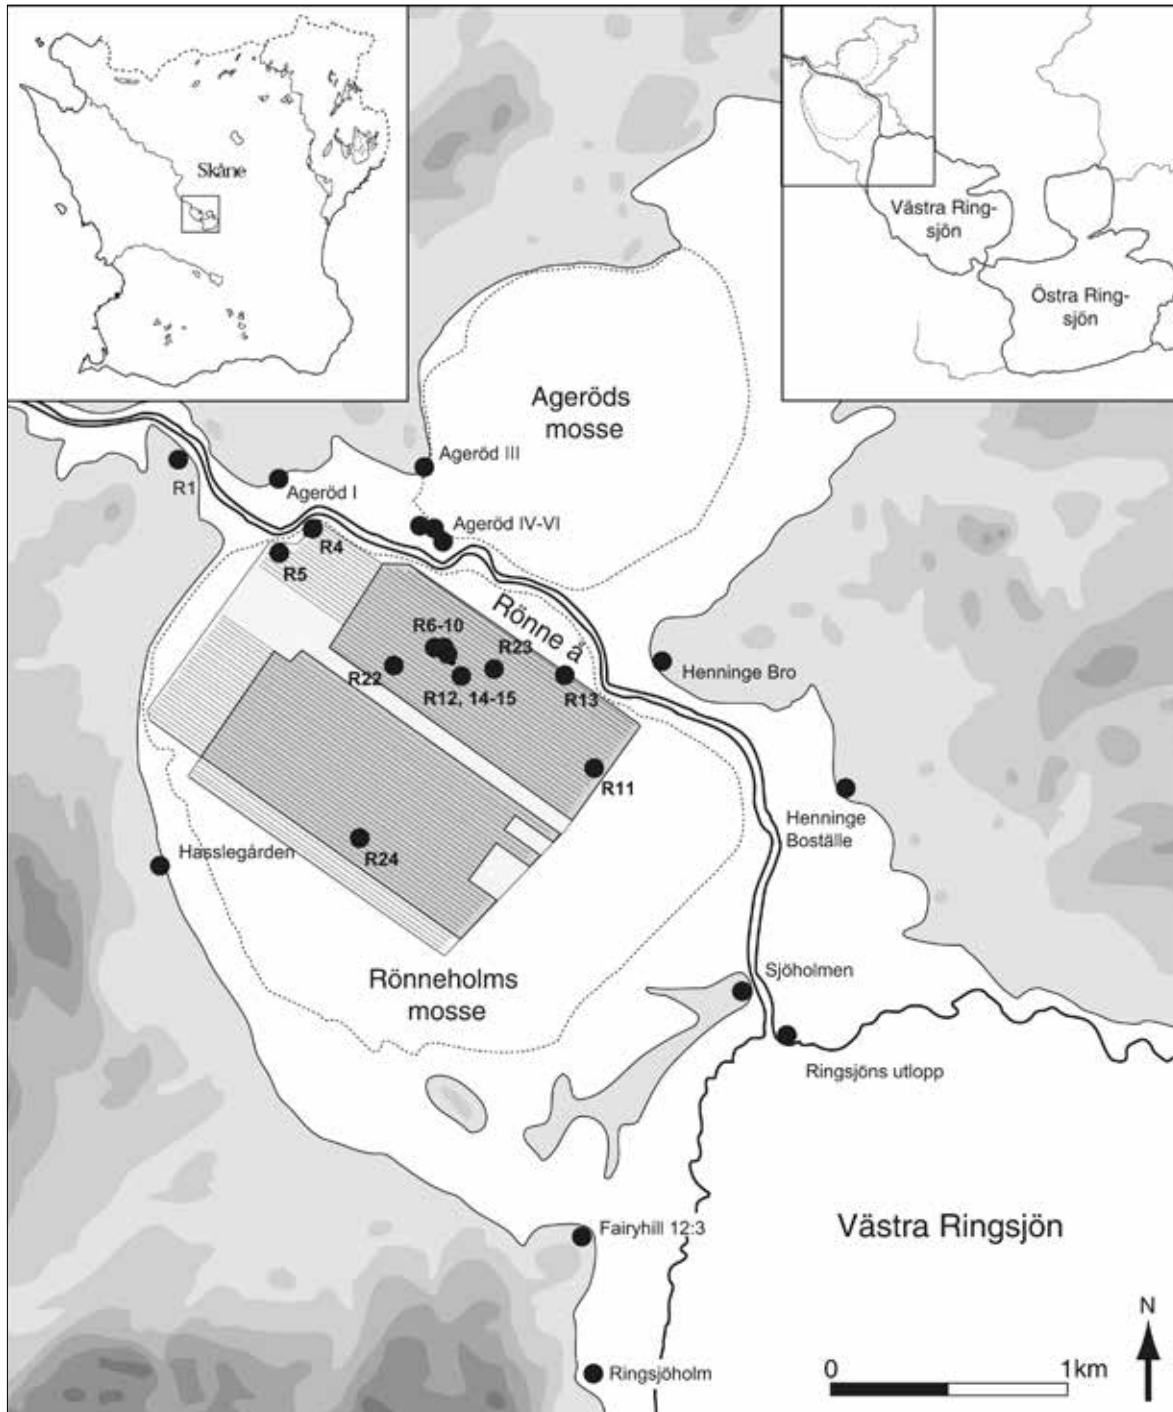 Skåne
Västra Ring-
sjön
Östra Ring-
sjön
Ageröds
mosse
Ageröd III
R1
Ageröd I
Ageröd IV-VI
R4
R5
Rönne å
R6-10
R23
R22
R12, 14-15
R13
Henninge Bro
R11
Henninge
Boställe
R24
Hasslegården
Rönneholms
mosse
Sjöholmen
Ringsjöns utlopp
Fairyhill 12:3
Västra Ringsjön
N
0
1km
Ringsjöholm